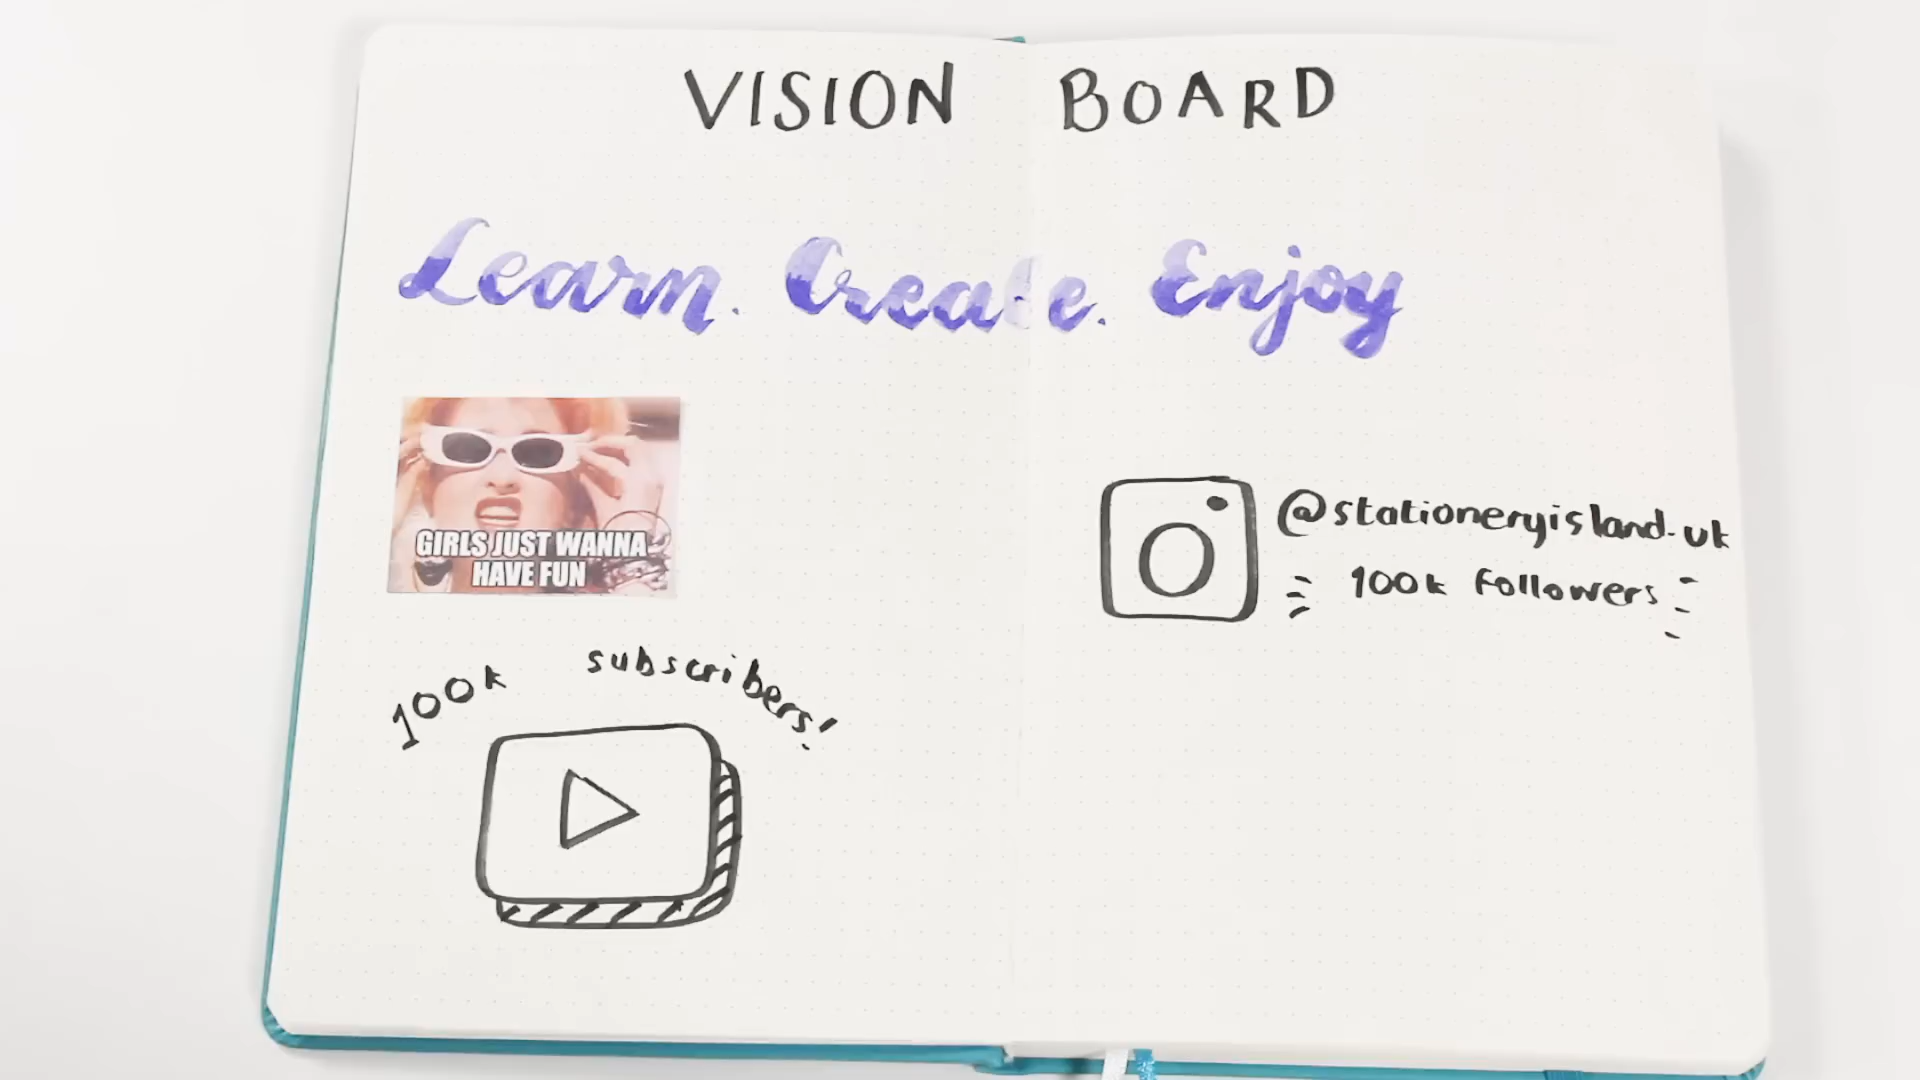 VISION BOARD
Learn. Create. Enjoy
GIRLS JUST WANNA
HAVE FUN
@stationeryisland.uk
100k followers
100k subscribers!